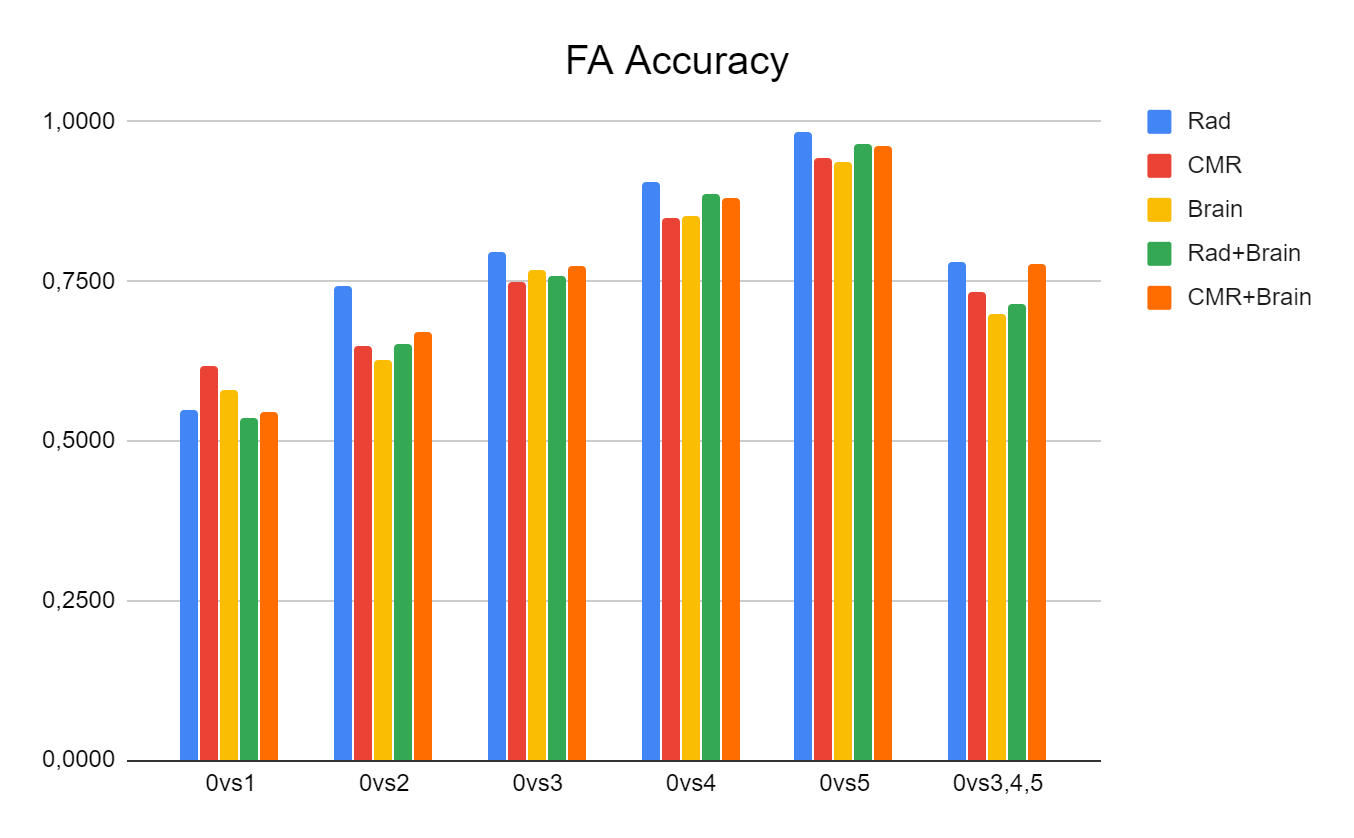 FA Accuracy
1,0000
0,7500
0,5000
0,2500
0,0000
0vs1
0vs2
0vs3
0vs4
0vs5
0vs3,4,5
Rad
CMR
Brain
Rad+Brain
CMR+Brain